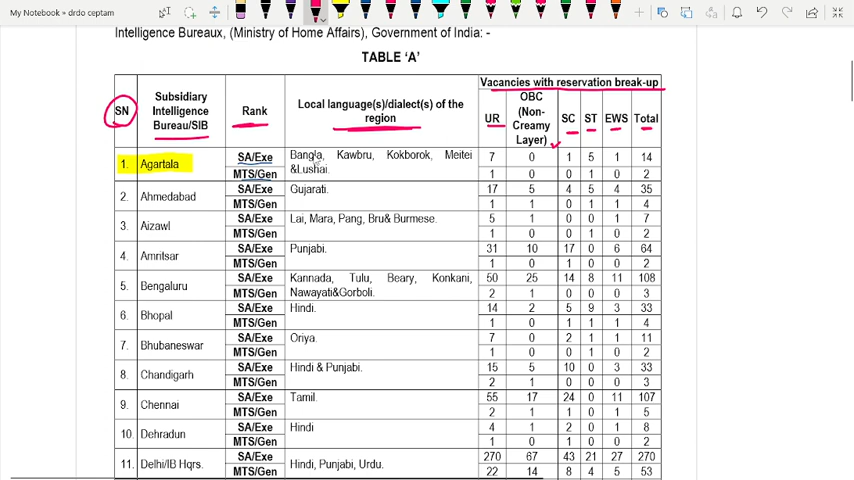 My Notebook » drdo ceptam
Intelligence Bureaux, (Ministry of Home Affairs), Government of India: -
TABLE ‘A’
SN Subsidiary Intelligence Bureau/SIB Rank Local language(s)/dialect(s) of the region Vacancies with reservation break-up
UR OBC (Non-Creamy Layer) SC ST EWS Total
1. Agartala SA/Exe Bangla, Kawbru, Kokborok, Meitei &Lushai. 7 0 1 5 1 14
MTS/Gen 1 0 0 1 0 2
2. Ahmedabad SA/Exe Gujarati. 17 5 4 5 4 35
MTS/Gen 1 1 0 1 1 4
3. Aizawl SA/Exe Lai, Mara, Pang, Bru& Burmese. 5 1 0 0 1 7
MTS/Gen 1 0 0 1 0 2
4. Amritsar SA/Exe Punjabi. 31 10 17 0 6 64
MTS/Gen 1 0 1 0 0 2
5. Bengaluru SA/Exe Kannada, Tulu, Beary, Konkani, Nawayati&Gorboli. 50 25 14 8 11 108
MTS/Gen 2 1 0 0 0 3
6. Bhopal SA/Exe Hindi. 14 2 5 9 3 33
MTS/Gen 1 0 1 1 1 4
7. Bhubaneswar SA/Exe Oriya. 7 0 2 1 1 11
MTS/Gen 1 0 0 1 0 2
8. Chandigarh SA/Exe Hindi & Punjabi. 15 5 10 0 3 33
MTS/Gen 2 1 0 0 0 3
9. Chennai SA/Exe Tamil. 55 17 24 0 11 107
MTS/Gen 2 1 1 0 1 5
10. Dehradun SA/Exe Hindi 4 1 2 0 1 8
MTS/Gen 1 0 1 0 0 2
11. Delhi/IB Hqrs. SA/Exe Hindi, Punjabi, Urdu. 270 67 43 21 27 270
MTS/Gen 22 14 8 4 5 53